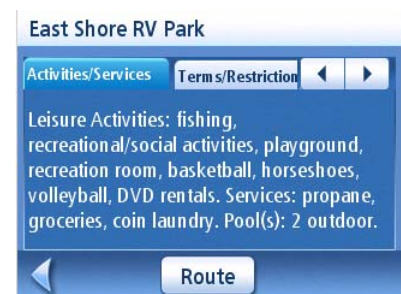 East Shore RV Park
Activities/Services
Terms/Restriction
Leisure Activities: fishing,
recreational/social activities, playground,
recreation room, basketball, horseshoes,
volleyball, DVD rentals. Services: propane,
groceries, coin laundry. Pool(s): 2 outdoor.
Route